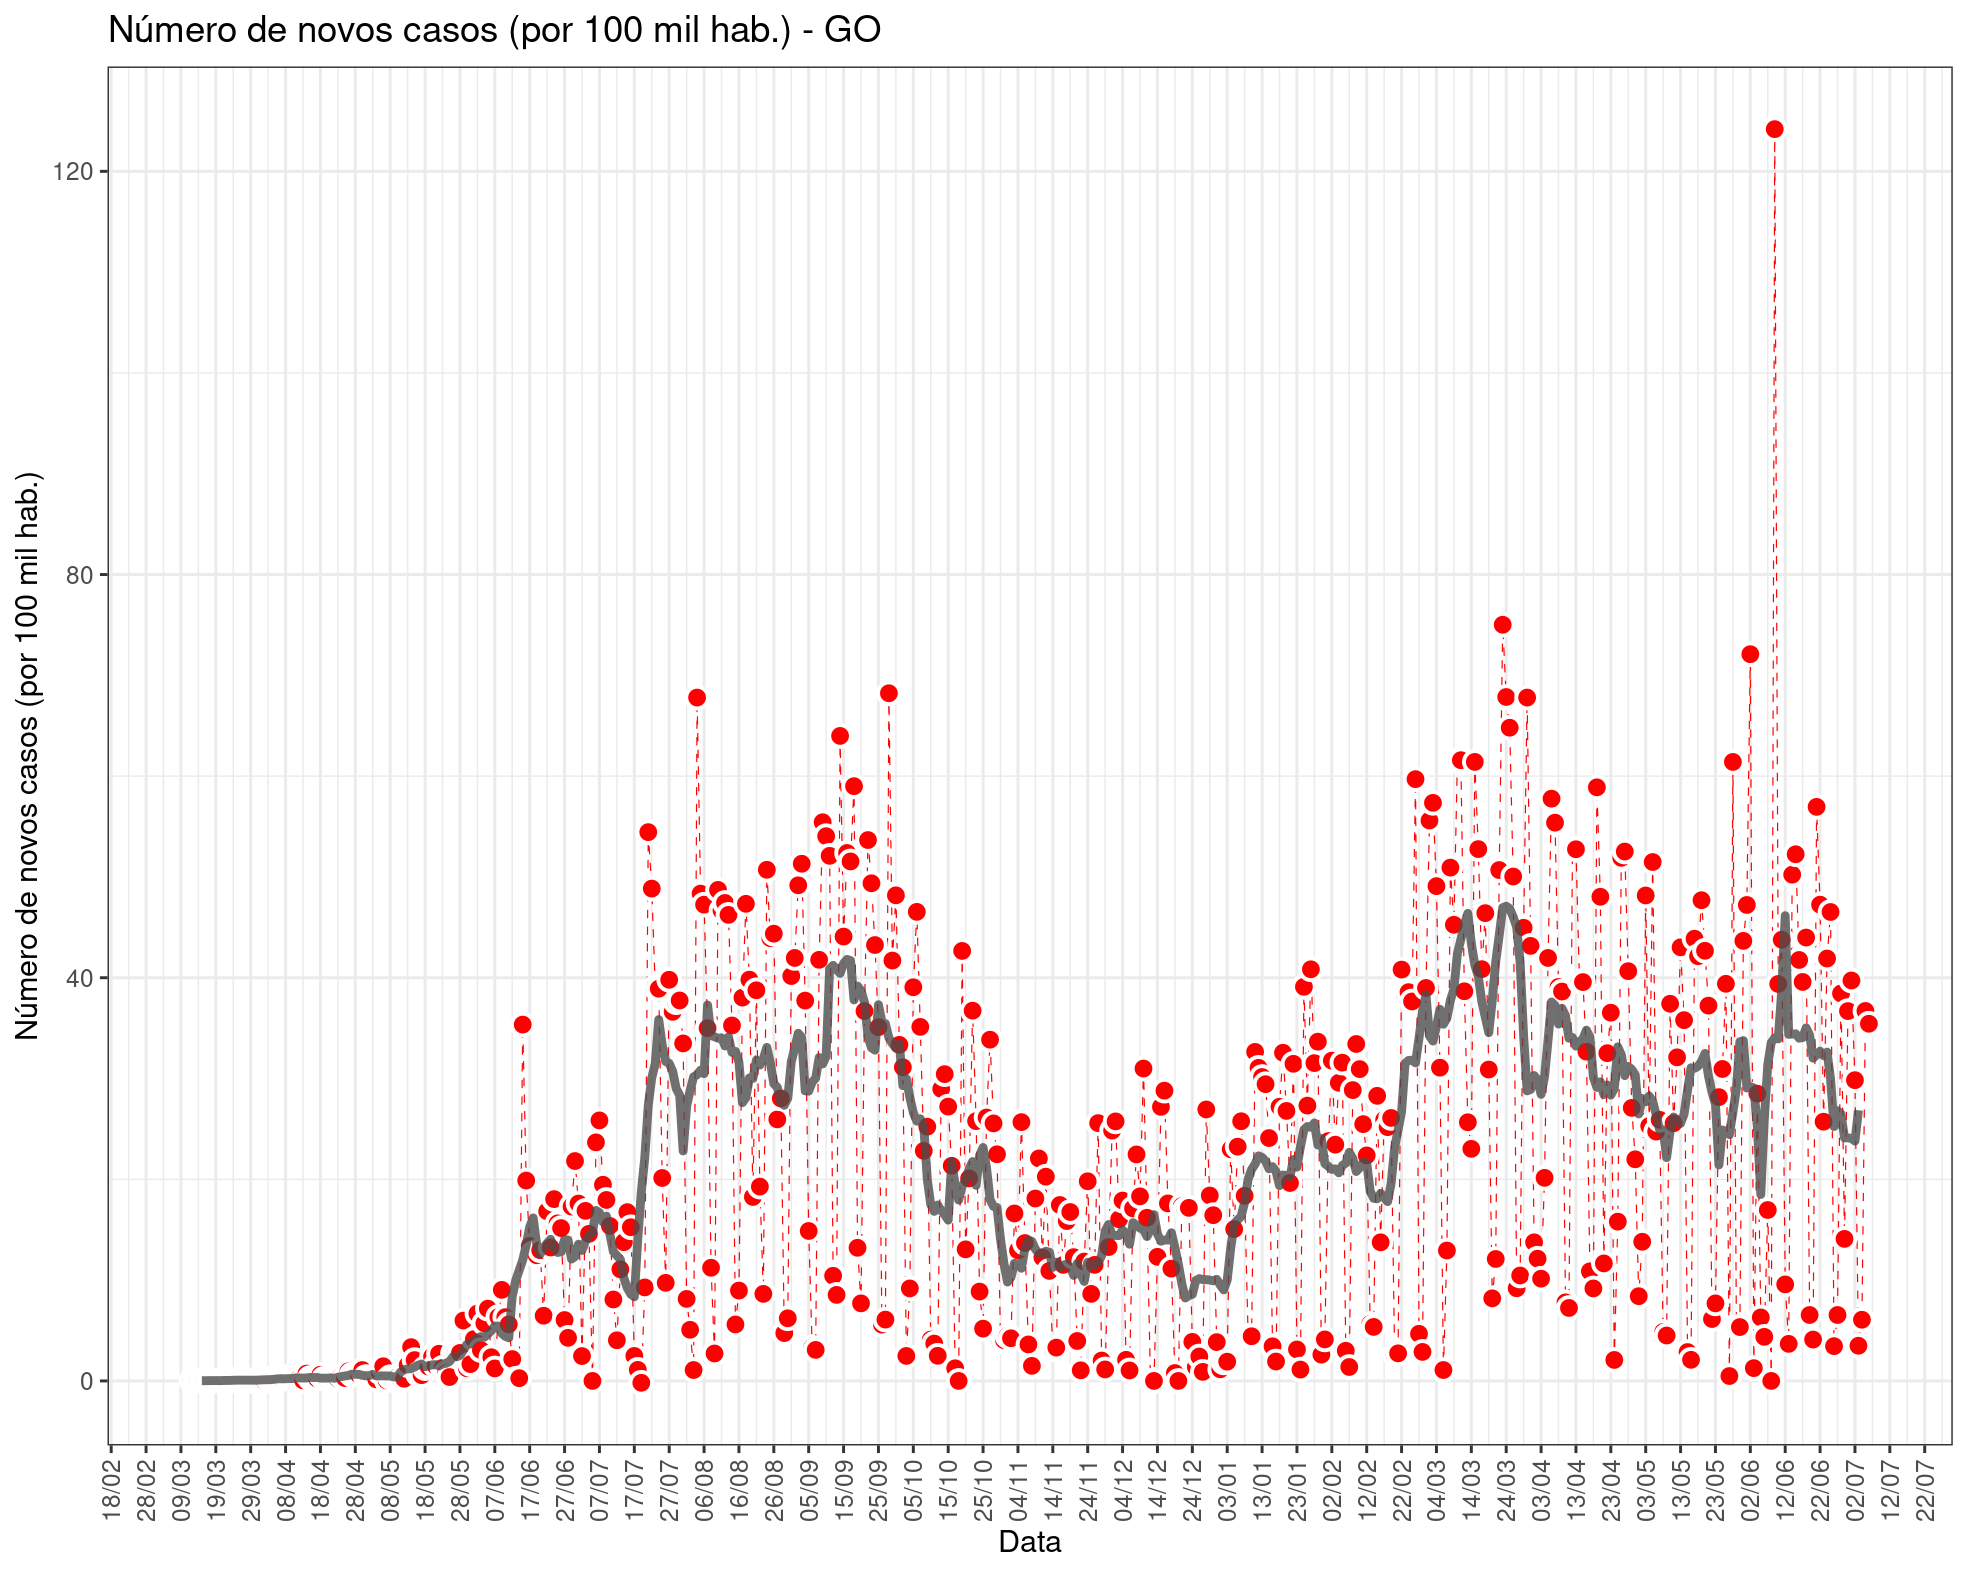 Número de novos casos (por 100 mil hab.) - GO
Número de novos casos (por 100 mil hab.)
120
80
40
0
18/02 28/02 09/03 19/03 29/03 08/04 18/04 28/04 08/05 18/05 28/05 07/06 17/06 27/06 07/07 17/07 27/07 06/08 16/08 26/08 05/09 15/09 25/09 05/10 15/10 25/10 04/11 14/11 24/11 04/12 14/12 24/12 03/01 13/01 23/01 02/02 12/02 22/02 04/03 14/03 24/03 03/04 13/04 23/04 03/05 13/05 23/05 02/06 12/06 22/06 02/07 12/07 22/07
Data